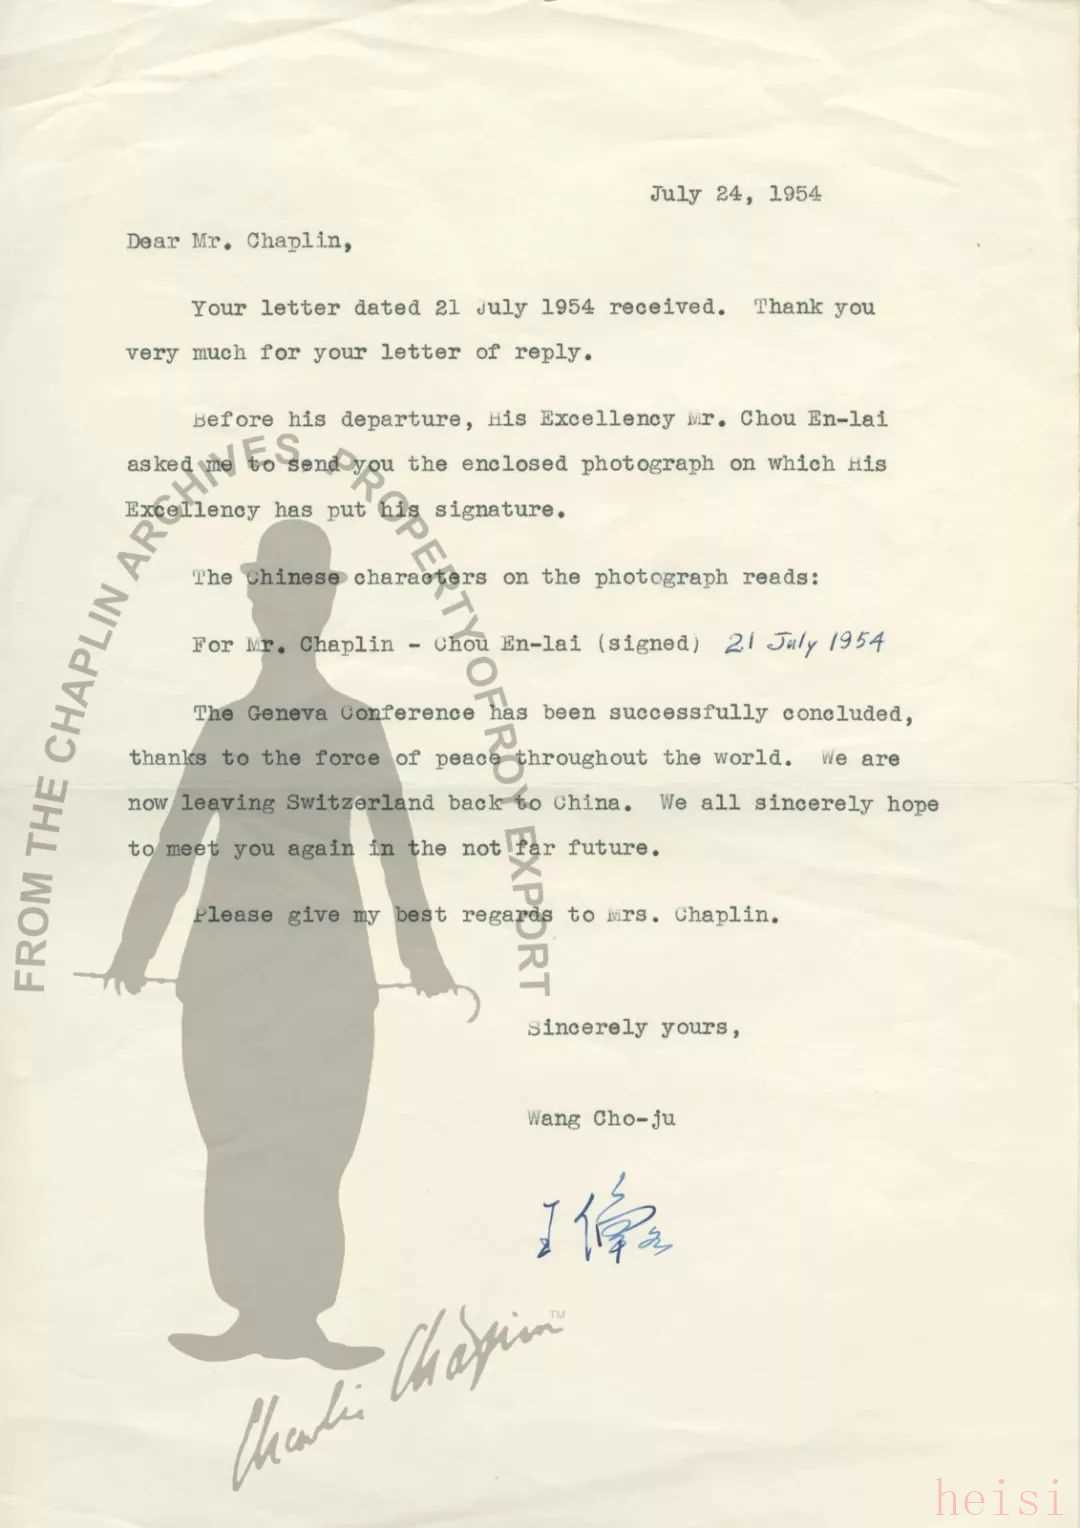 July 24, 1954
Dear Mr. Chaplin,
Your letter dated 21 July 1954 received. Thank you
very much for your letter of reply.
Before his departure, His Excellency Mr. Chou En-lai
asked me to send you the enclosed photograph on which His
Excellency has put his signature.
The Chinese characters on the photograph reads:
For Mr. Chaplin - Chou En-lai (signed) 21 July 1954
The Geneva Conference has been successfully concluded,
thanks to the force of peace throughout the world. We are
now leaving Switzerland back to China. We all sincerely hope
to meet you again in the not far future.
Please give my best regards to Mrs. Chaplin.
Sincerely yours,
Wang Cho-ju
王倬如
FROM THE CHAPLIN ARCHIVES PROPERTY OF ROY EXPORT
Charlie Chaplin™
heisi